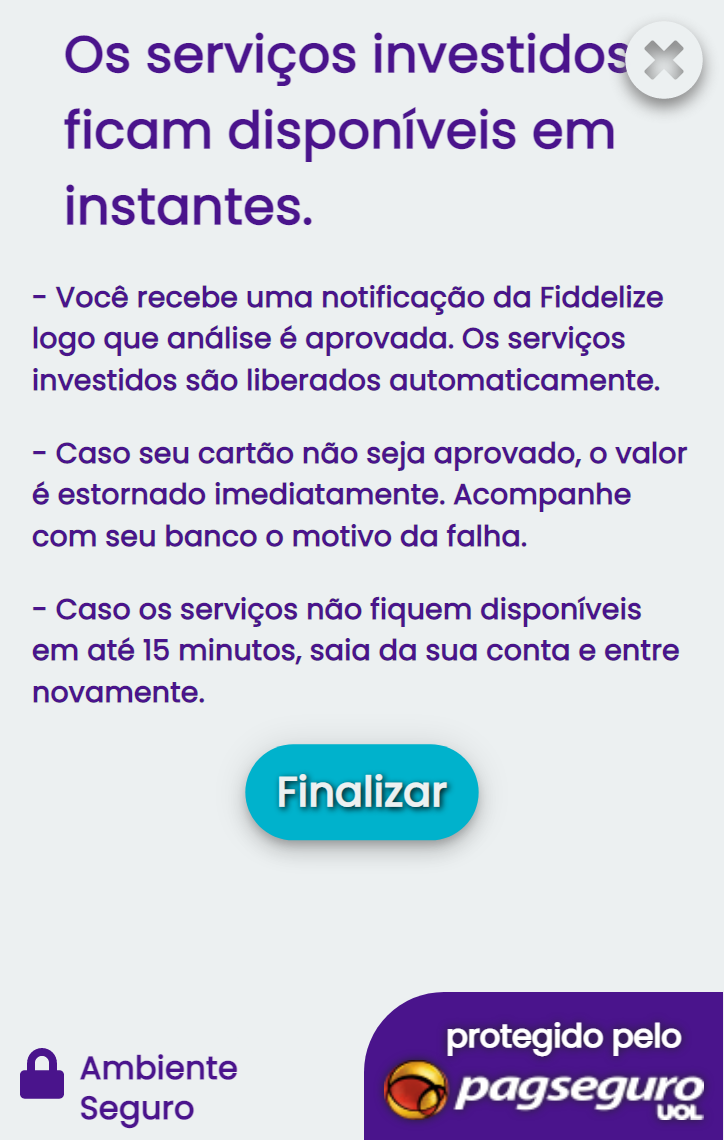 Os serviços investidos
ficam disponíveis em
instantes.
- Você recebe uma notificação da Fiddelize
logo que análise é aprovada. Os serviços
investidos são liberados automaticamente.
- Caso seu cartão não seja aprovado, o valor
é estornado imediatamente. Acompanhe
com seu banco o motivo da falha.
- Caso os serviços não fiquem disponíveis
em até 15 minutos, saia da sua conta e entre
novamente.
Finalizar
Ambiente
Seguro
protegido pelo
pagseguro
UOL